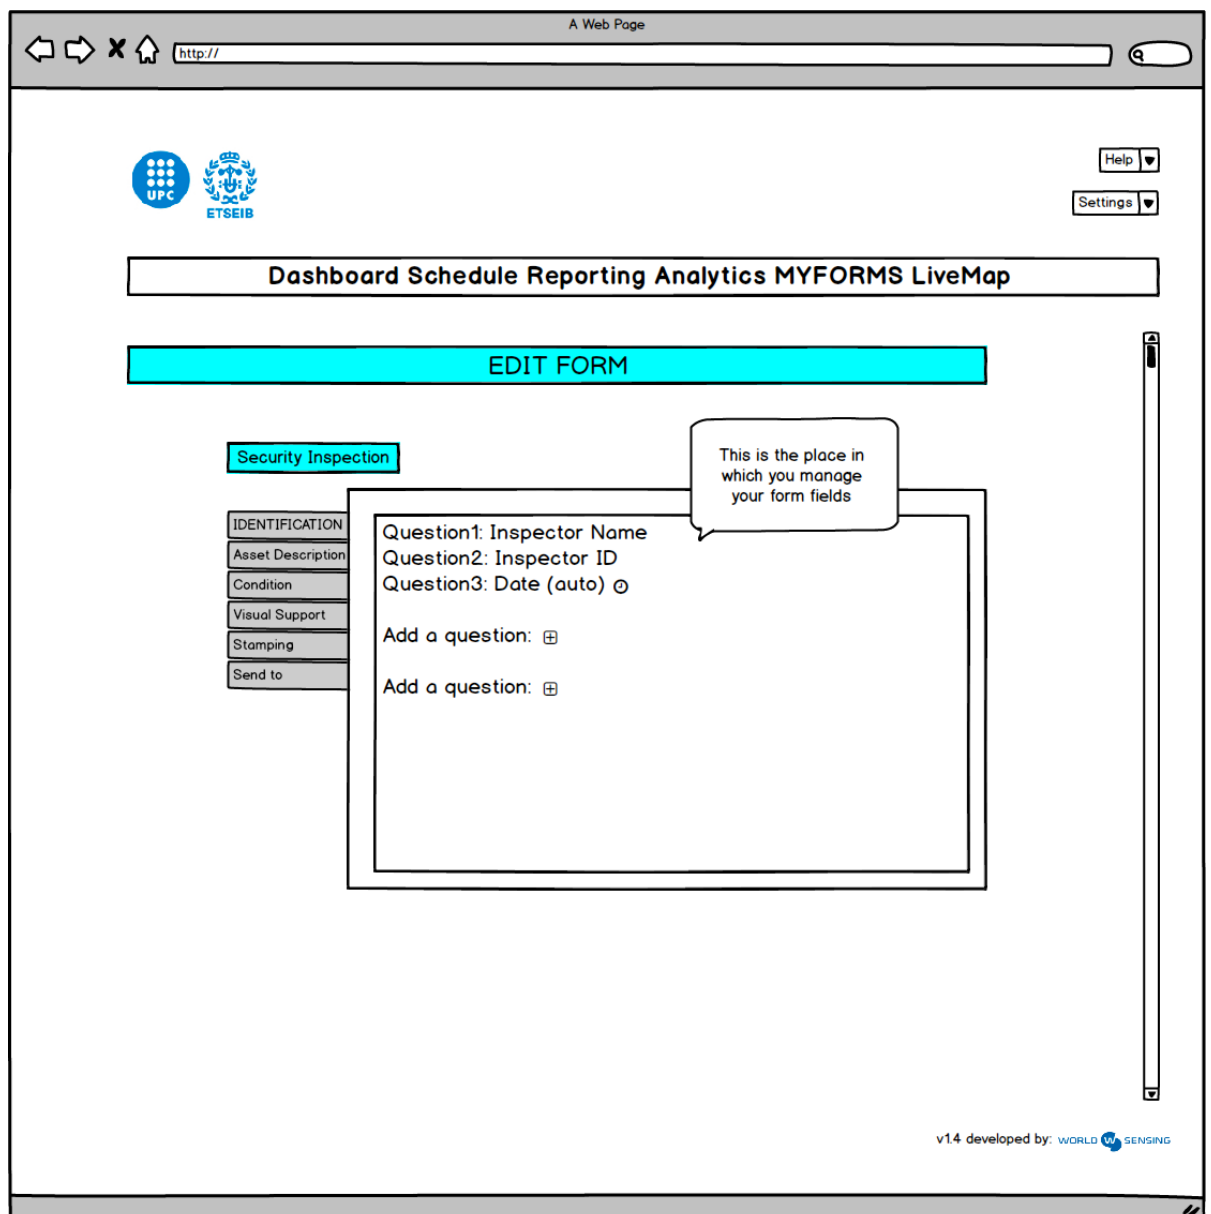 A Web Page
http://
UPC
ETSEIB
Help
Settings
Dashboard Schedule Reporting Analytics MYFORMS LiveMap
EDIT FORM
Security Inspection
This is the place in
which you manage
your form fields
IDENTIFICATION
Asset Description
Condition
Visual Support
Stamping
Send to
Question1: Inspector Name
Question2: Inspector ID
Question3: Date (auto)
Add a question:
Add a question:
v1.4 developed by: WORLD W SENSING